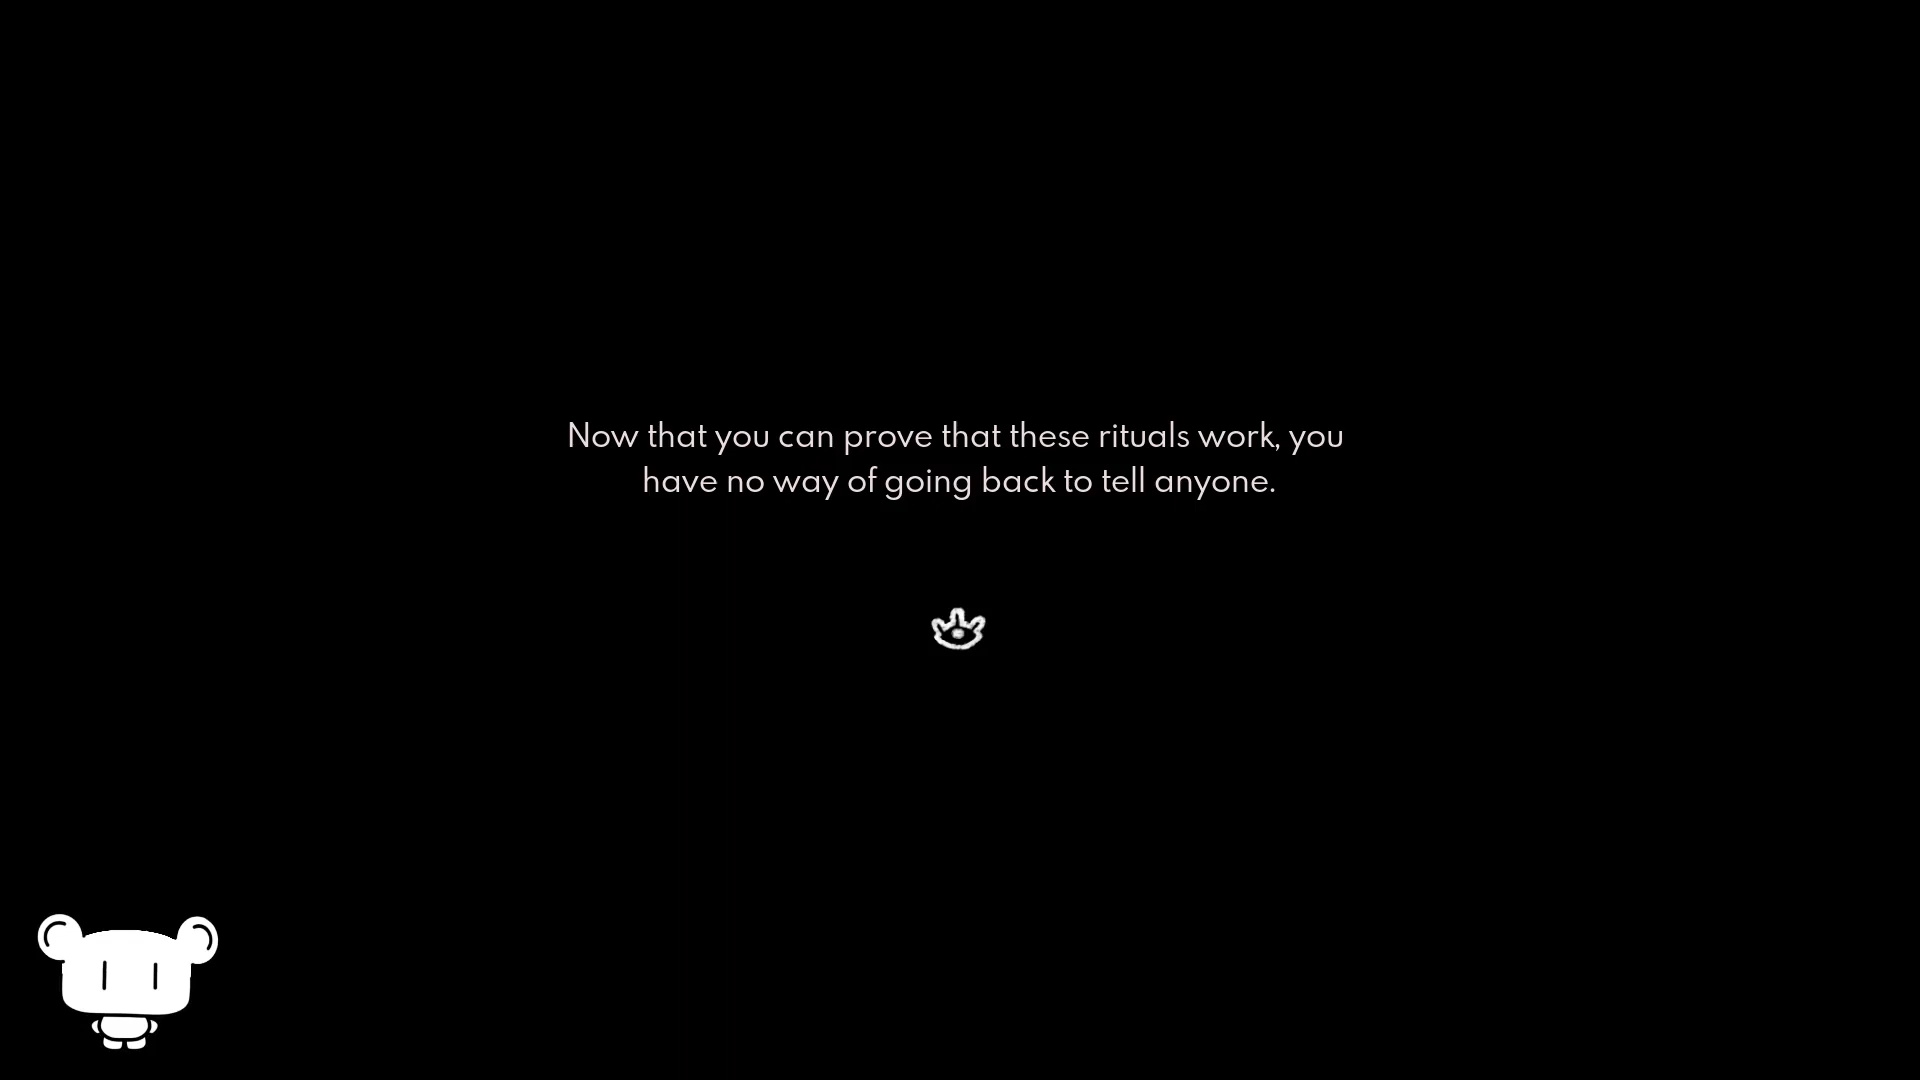 Now that you can prove that these rituals work, you
have no way of going back to tell anyone.